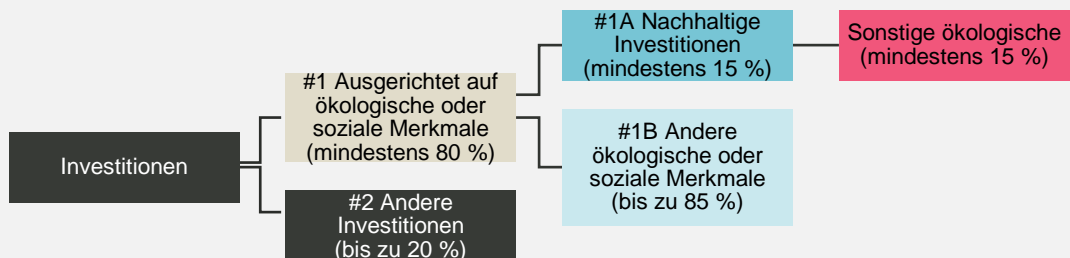 Investitionen
#1 Ausgerichtet auf
ökologische oder
soziale Merkmale
(mindestens 80 %)
#2 Andere
Investitionen
(bis zu 20 %)
#1A Nachhaltige
Investitionen
(mindestens 15 %)
#1B Andere
ökologische oder
soziale Merkmale
(bis zu 85 %)
Sonstige ökologische
(mindestens 15 %)